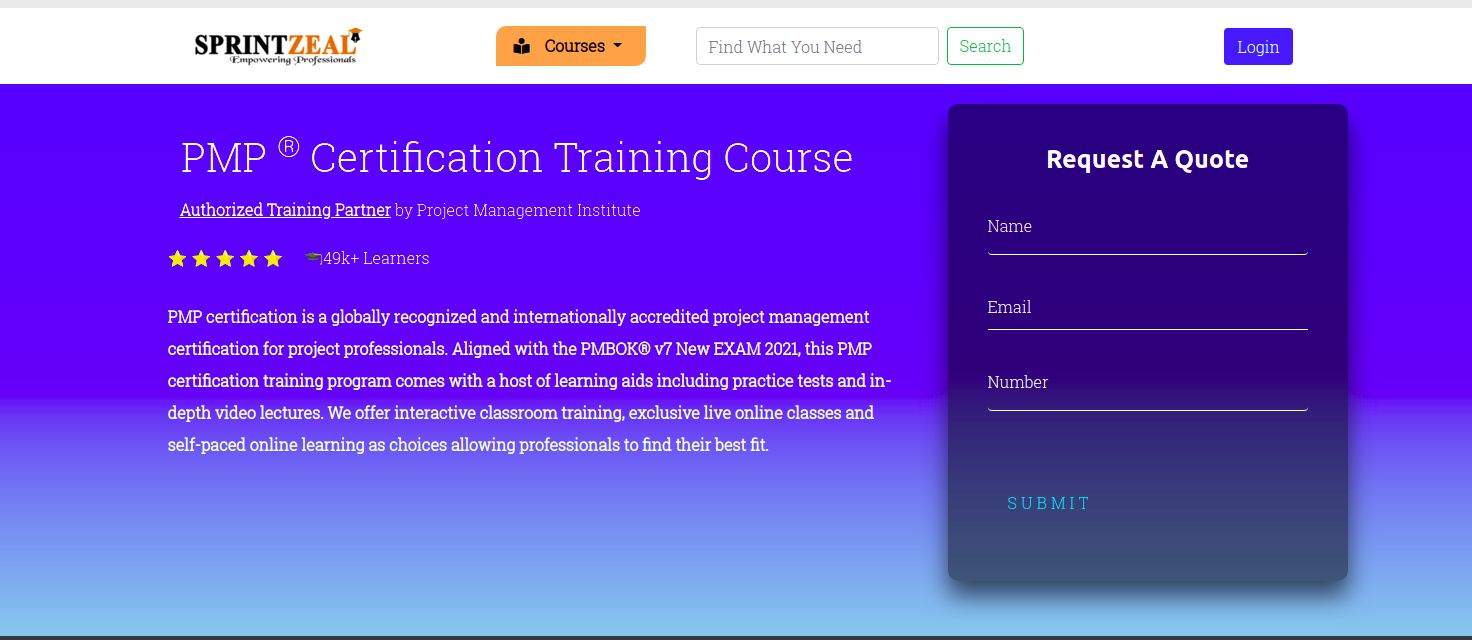 SPRINTZEAL
Empowering Professionals
Courses
Find What You Need
Search
Login
PMP ® Certification Training Course
Authorized Training Partner by Project Management Institute
49k+ Learners
PMP certification is a globally recognized and internationally accredited project management
certification for project professionals. Aligned with the PMBOK® v7 New EXAM 2021, this PMP
certification training program comes with a host of learning aids including practice tests and in-
depth video lectures. We offer interactive classroom training, exclusive live online classes and
self-paced online learning as choices allowing professionals to find their best fit.
Request A Quote
Name
Email
Number
SUBMIT